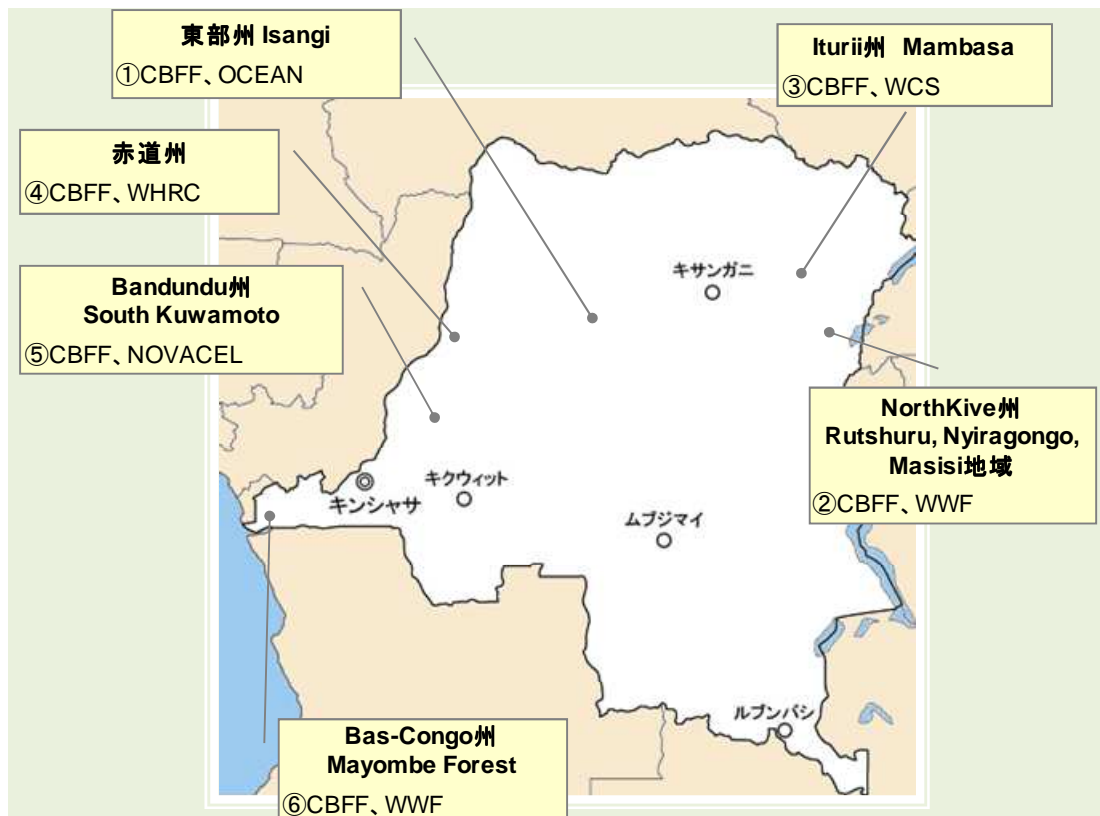 東部州 Isangi
①CBFF、OCEAN
Iturii州 Mambasa
③CBFF、WCS
赤道州
④CBFF、WHRC
キサンガニ
Bandundu州
South Kuwamoto
⑤CBFF、NOVACEL
NorthKive州
Rutshuru, Nyiragongo,
Masisi地域
②CBFF、WWF
キンシャサ
キクウィット
ムブジマイ
ルブンバシ
Bas-Congo州
Mayombe Forest
⑥CBFF、WWF